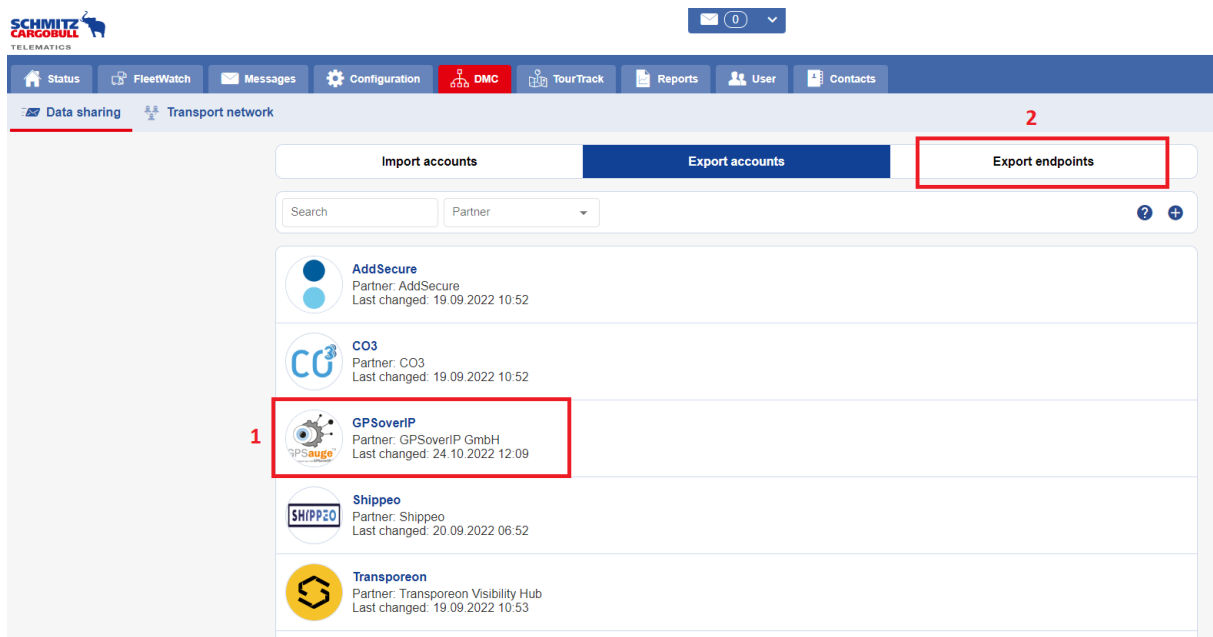 SCHMITZ
CARGOBULL
TELEMATICS
0
Status
FleetWatch
Messages
Configuration
DMC
TourTrack
Reports
User
Contacts
Data sharing
Transport network
2
Import accounts
Export accounts
Export endpoints
Search
Partner
?
AddSecure
Partner: AddSecure
Last changed: 19.09.2022 10:52
CO3
CO3
Partner: CO3
Last changed: 19.09.2022 10:52
1
GPSauge
GPSoverIP
Partner: GPSoverIP GmbH
Last changed: 24.10.2022 12:09
SHIPPEO
Shippeo
Partner: Shippeo
Last changed: 20.09.2022 06:52
Transporeon
Partner: Transporeon Visibility Hub
Last changed: 19.09.2022 10:53